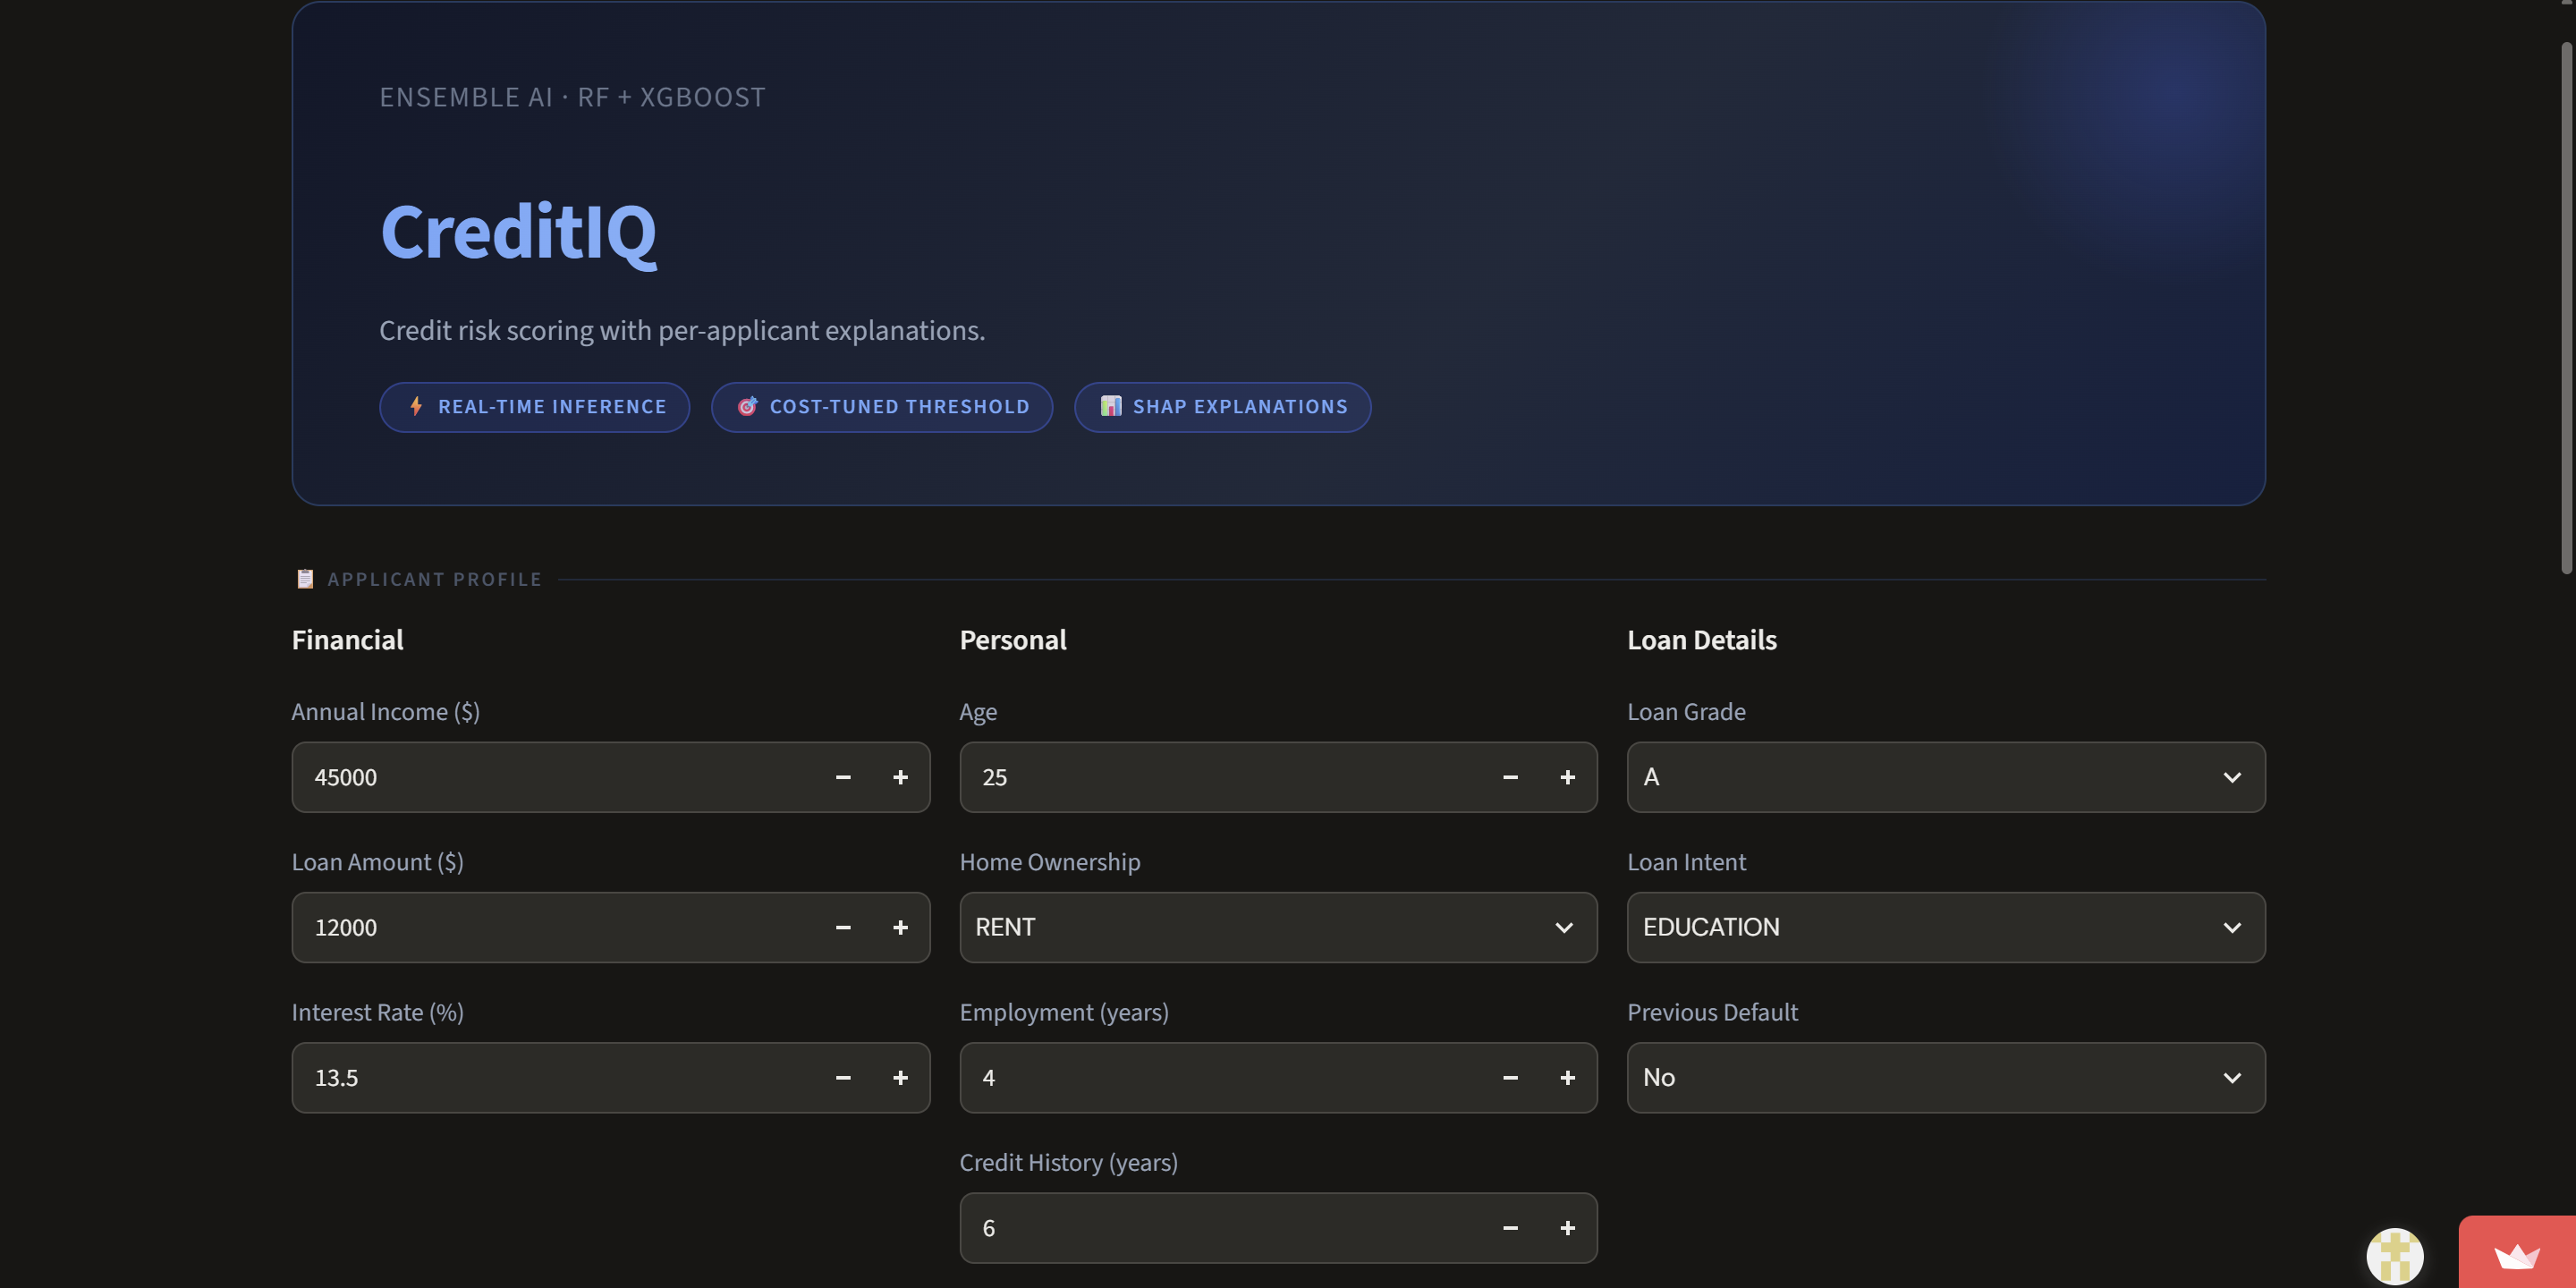 ENSEMBLE AI · RF + XGBOOST
CreditIQ
Credit risk scoring with per-applicant explanations.
REAL-TIME INFERENCE
COST-TUNED THRESHOLD
SHAP EXPLANATIONS
APPLICANT PROFILE
Financial
Annual Income ($)
45000
Loan Amount ($)
12000
Interest Rate (%)
13.5
Personal
Age
25
Home Ownership
RENT
Employment (years)
4
Credit History (years)
6
Loan Details
Loan Grade
A
Loan Intent
EDUCATION
Previous Default
No